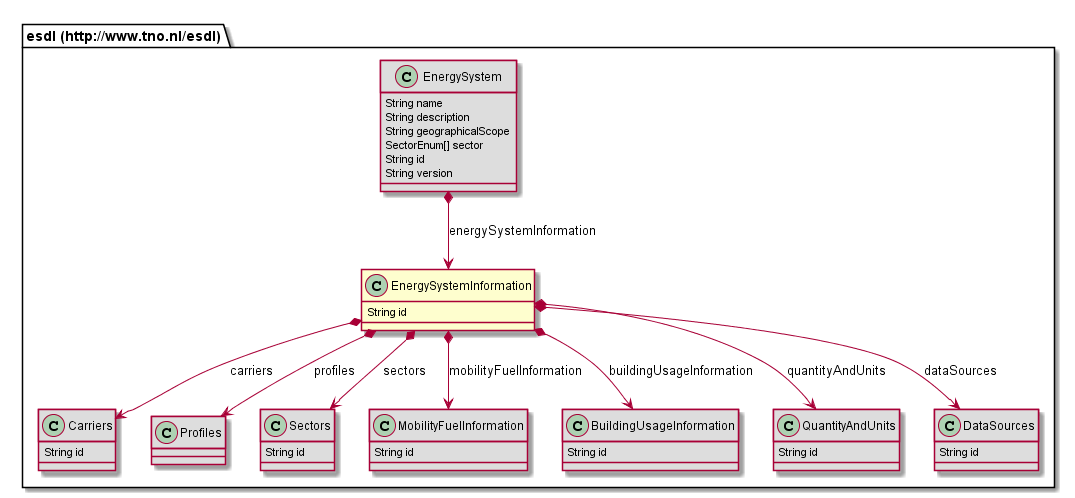 esdl (http://www.tno.nl/esdl)
C EnergySystem
String name
String description
String geographicalScope
SectorEnum[] sector
String id
String version
energySystemInformation
C EnergySystemInformation
String id
carriers
profiles
sectors
mobilityFuelInformation
buildingUsageInformation
quantityAndUnits
dataSources
C Carriers
String id
C Profiles
C Sectors
String id
C MobilityFuelInformation
String id
C BuildingUsageInformation
String id
C QuantityAndUnits
String id
C DataSources
String id